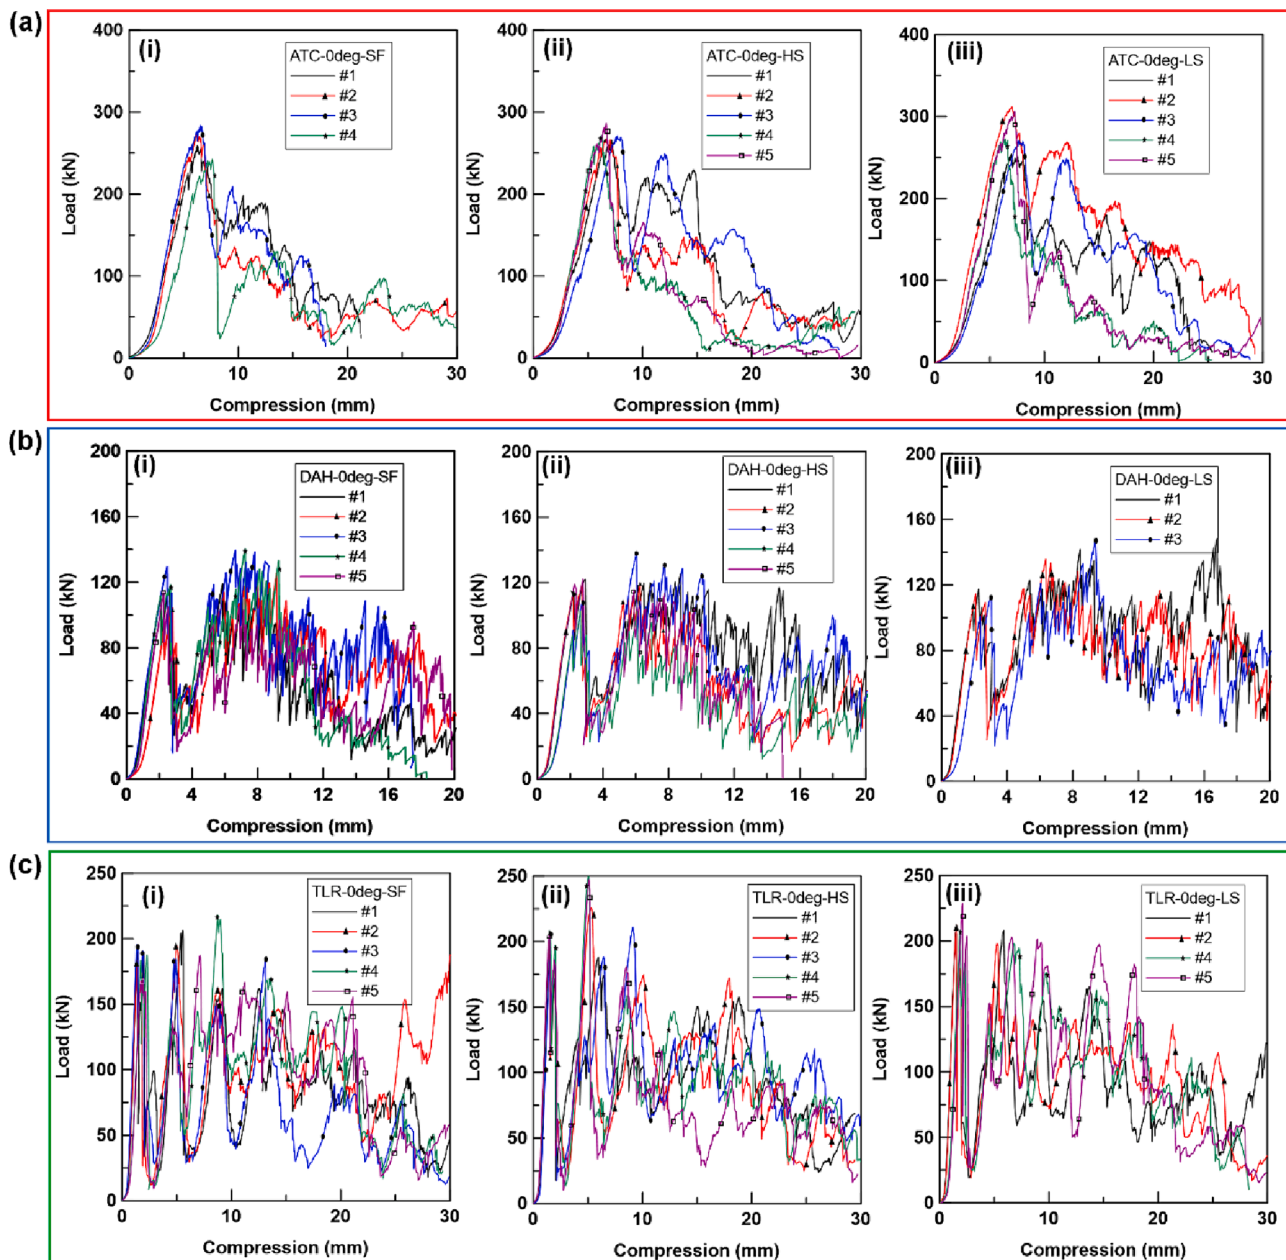 (a)
(i)
ATC-0deg-SF
#1
#2
#3
#4
400
300
200
100
0
Load (kN)
0 10 20 30
Compression (mm)
(ii)
ATC-0deg-HS
#1
#2
#3
#4
#5
400
300
200
100
0
Load (kN)
0 5 10 15 20 25 30
Compression (mm)
(iii)
ATC-0deg-LS
#1
#2
#3
#4
#5
400
300
200
100
0
Load (kN)
0 10 20 30
Compression (mm)
(b)
(i)
DAH-0deg-SF
#1
#2
#3
#4
#5
200
160
120
80
40
0
Load (kN)
0 4 8 12 16 20
Compression (mm)
(ii)
DAH-0deg-HS
#1
#2
#3
#4
#5
200
160
120
80
40
0
Load (kN)
0 4 8 12 16 20
Compression (mm)
(iii)
DAH-0deg-LS
#1
#2
#3
200
160
120
80
40
0
Load (kN)
0 4 8 12 16 20
Compression (mm)
(c)
(i)
TLR-0deg-SF
#1
#2
#3
#4
#5
250
200
150
100
50
0
Load (kN)
0 10 20 30
Compression (mm)
(ii)
TLR-0deg-HS
#1
#2
#3
#4
#5
250
200
150
100
50
0
Load (kN)
0 5 10 15 20 25 30
Compression (mm)
(iii)
TLR-0deg-LS
#1
#2
#4
#5
250
200
150
100
50
0
Load (kN)
0 10 20 30
Compression (mm)